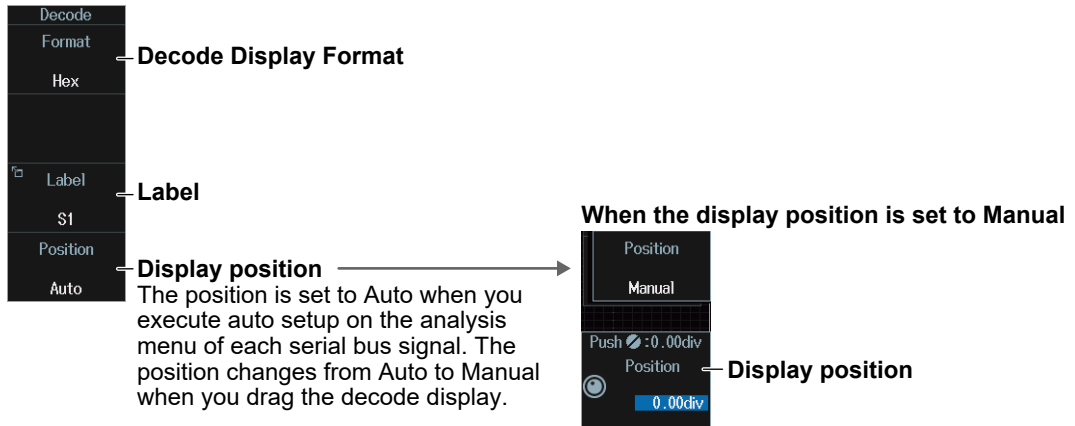 Decode
Format
Hex
Decode Display Format
Label
S1
Label
Position
Auto
Display position
The position is set to Auto when you
execute auto setup on the analysis
menu of each serial bus signal. The
position changes from Auto to Manual
when you drag the decode display.
When the display position is set to Manual
Position
Manual
Push :0.00div
Position
0.00div
Display position